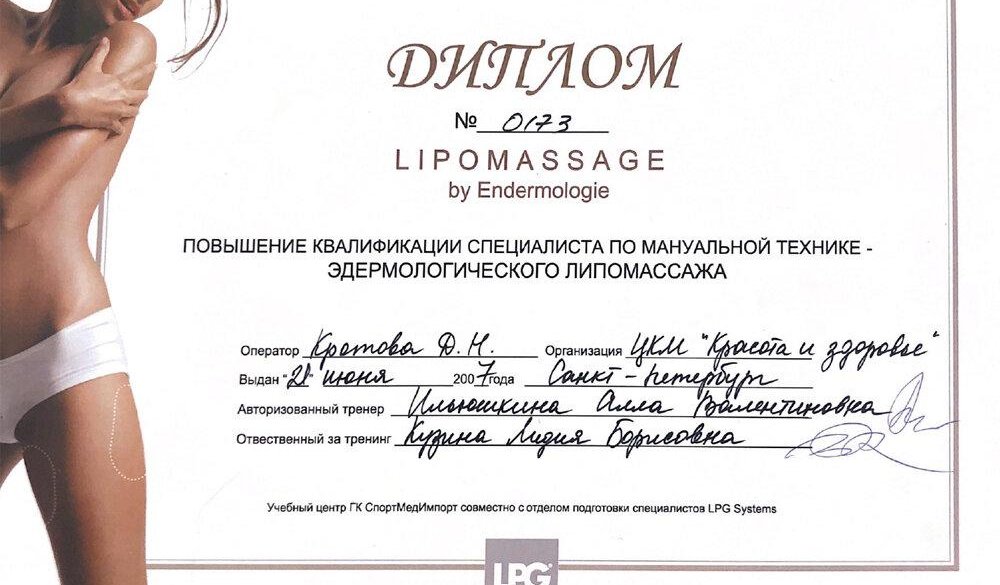 ДИПЛОМ
№ 0173
LIPOMASSAGE
by Endermologie
ПОВЫШЕНИЕ КВАЛИФИКАЦИИ СПЕЦИАЛИСТА ПО МАНУАЛЬНОЙ ТЕХНИКЕ -
ЭДЕРМОЛОГИЧЕСКОГО ЛИПОМАССАЖА
Оператор Кротова Д.Н. Организация ЦКМ "Красота и здоровье"
Выдан "21" июня 2007 года Санкт-Петербург
Авторизованный тренер Ильюшкина Алла Валентиновка
Отвественный за тренинг Кузина Лидия Борисовна
Учебный центр ГК СпортМедИмпорт совместно с отделом подготовки специалистов LPG Systems
LPG